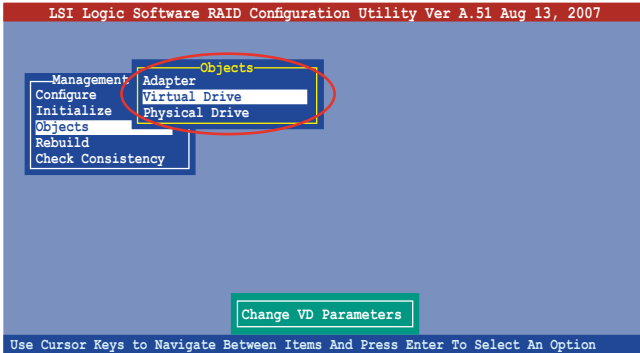 LSI Logic Software RAID Configuration Utility Ver A.51 Aug 13, 2007
Management
Configure
Initialize
Objects
Rebuild
Check Consistency
Objects
Adapter
Virtual Drive
Physical Drive
Change VD Parameters
Use Cursor Keys to Navigate Between Items And Press Enter To Select An Option